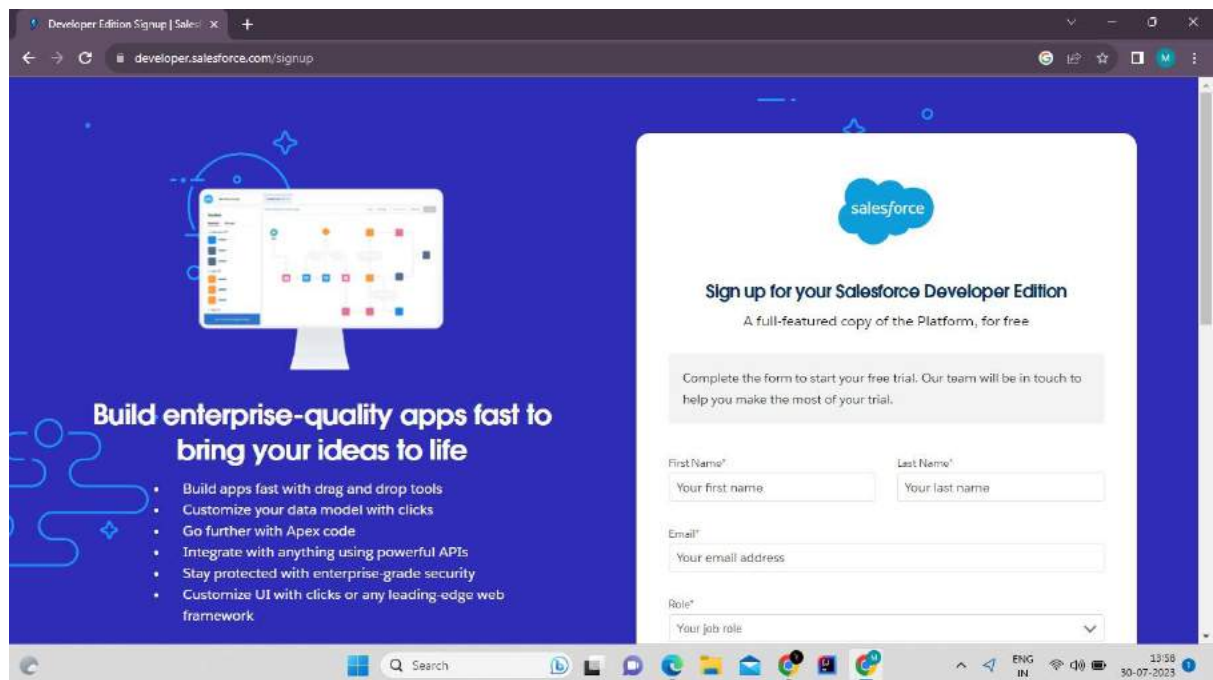 Developer Edition Signup | Sales
developer.salesforce.com/signup
M
Build enterprise-quality apps fast to
bring your ideas to life
• Build apps fast with drag and drop tools
• Customize your data model with clicks
• Go further with Apex code
• Integrate with anything using powerful APIs
• Stay protected with enterprise-grade security
• Customize UI with clicks or any leading-edge web
framework
salesforce
Sign up for your Salesforce Developer Edition
A full-featured copy of the Platform, for free
Complete the form to start your free trial. Our team will be in touch to
help you make the most of your trial.
First Name* Last Name*
Your first name Your last name
Email*
Your email address
Role*
Your job role
Search
ENG
IN
13:56
30-07-2023